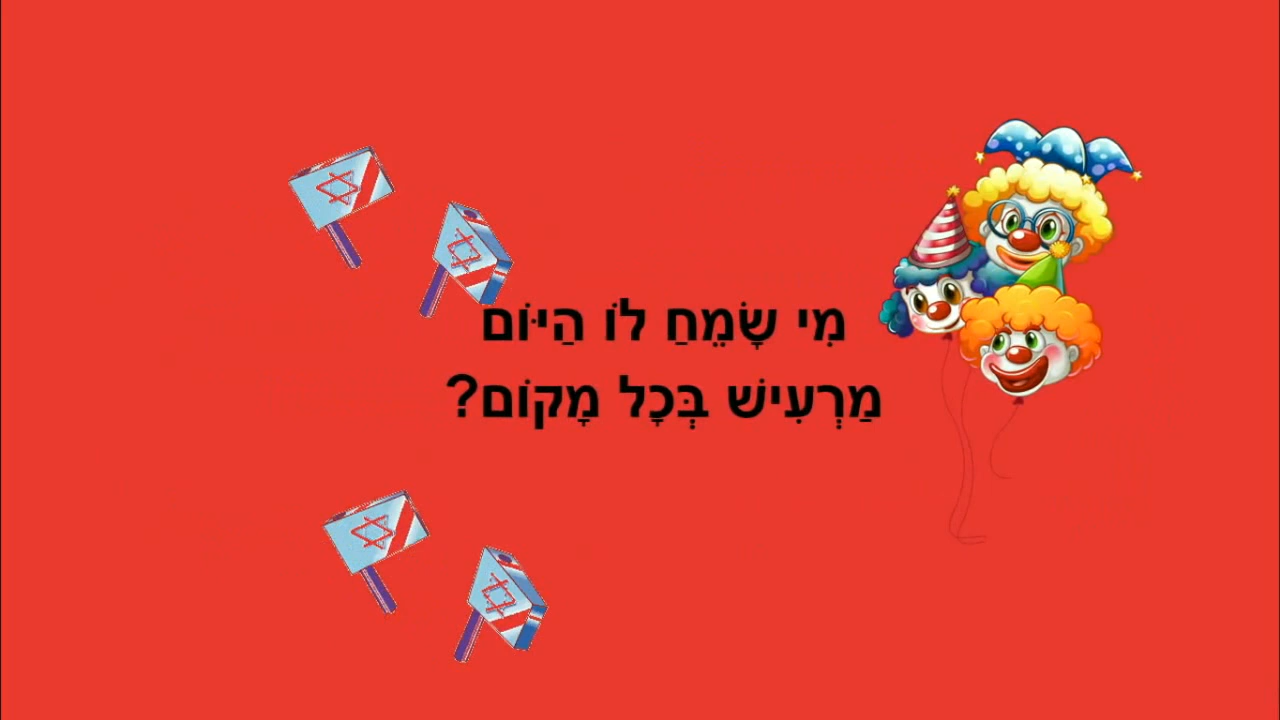 מִי שָׂמֵחַ לוֹ הַיּוֹם
מַרְעִישׁ בְּכָל מָקוֹם?